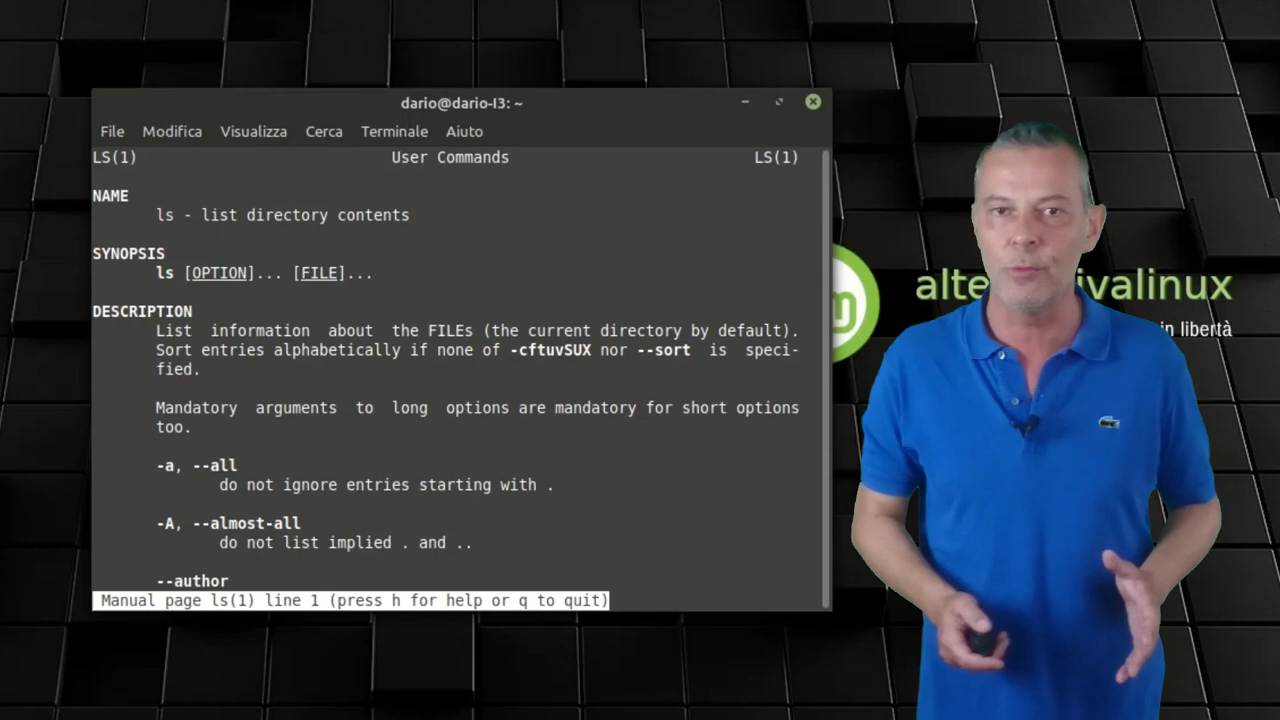 dario@dario-I3: ~
File Modifica Visualizza Cerca Terminale Aiuto
LS(1) User Commands LS(1)
NAME
ls - list directory contents
SYNOPSIS
ls [OPTION]... [FILE]...
DESCRIPTION
List information about the FILEs (the current directory by default).
Sort entries alphabetically if none of -cftuvSUX nor --sort is speci-
fied.
Mandatory arguments to long options are mandatory for short options
too.
-a, --all
do not ignore entries starting with .
-A, --almost-all
do not list implied . and ..
--author
Manual page ls(1) line 1 (press h for help or q to quit)
in libertà